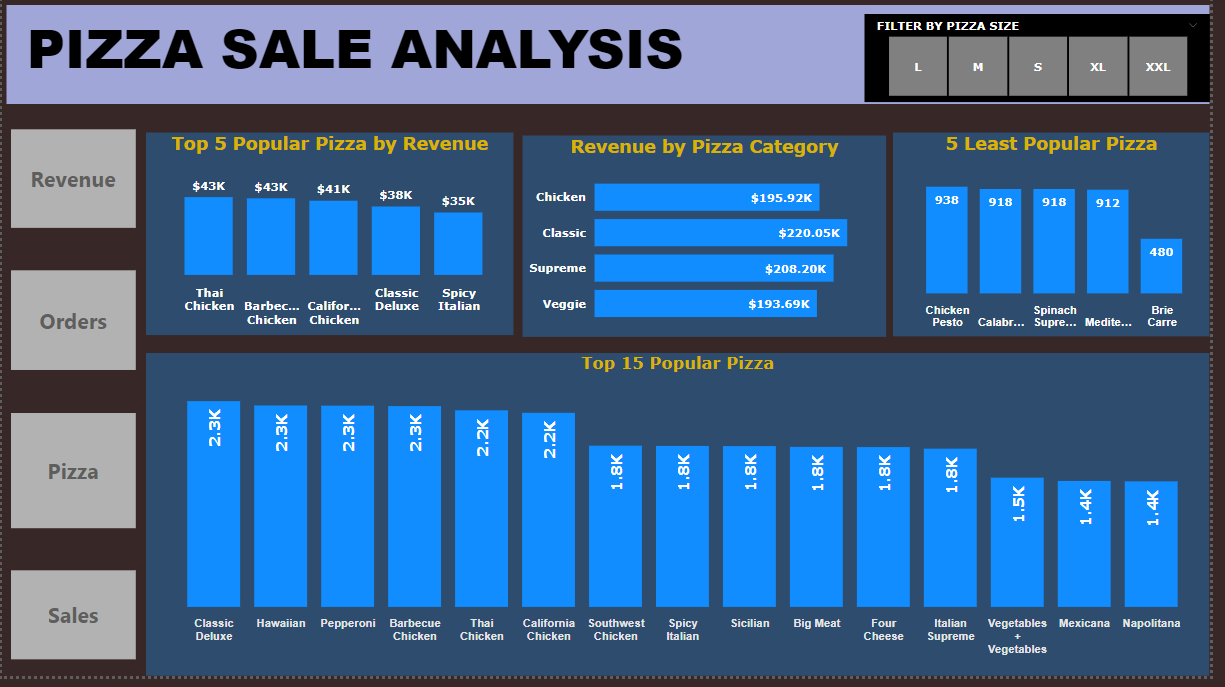 PIZZA SALE ANALYSIS
FILTER BY PIZZA SIZE
L M S XL XXL
Revenue
Orders
Pizza
Sales
Top 5 Popular Pizza by Revenue
$43K $43K $41K $38K $35K
Thai Chicken
Barbec... Chicken
Califor... Chicken
Classic Deluxe
Spicy Italian
Revenue by Pizza Category
Chicken $195.92K
Classic $220.05K
Supreme $208.20K
Veggie $193.69K
5 Least Popular Pizza
938 918 918 912 480
Chicken Pesto
Calabr...
Spinach Supre...
Medite...
Brie Carre
Top 15 Popular Pizza
2.3K 2.3K 2.3K 2.3K 2.2K 2.2K 1.8K 1.8K 1.8K 1.8K 1.8K 1.8K 1.5K 1.4K 1.4K
Classic Deluxe
Hawaiian
Pepperoni
Barbecue Chicken
Thai Chicken
California Chicken
Southwest Chicken
Spicy Italian
Sicilian
Big Meat
Four Cheese
Italian Supreme
Vegetables + Vegetables
Mexicana
Napolitana